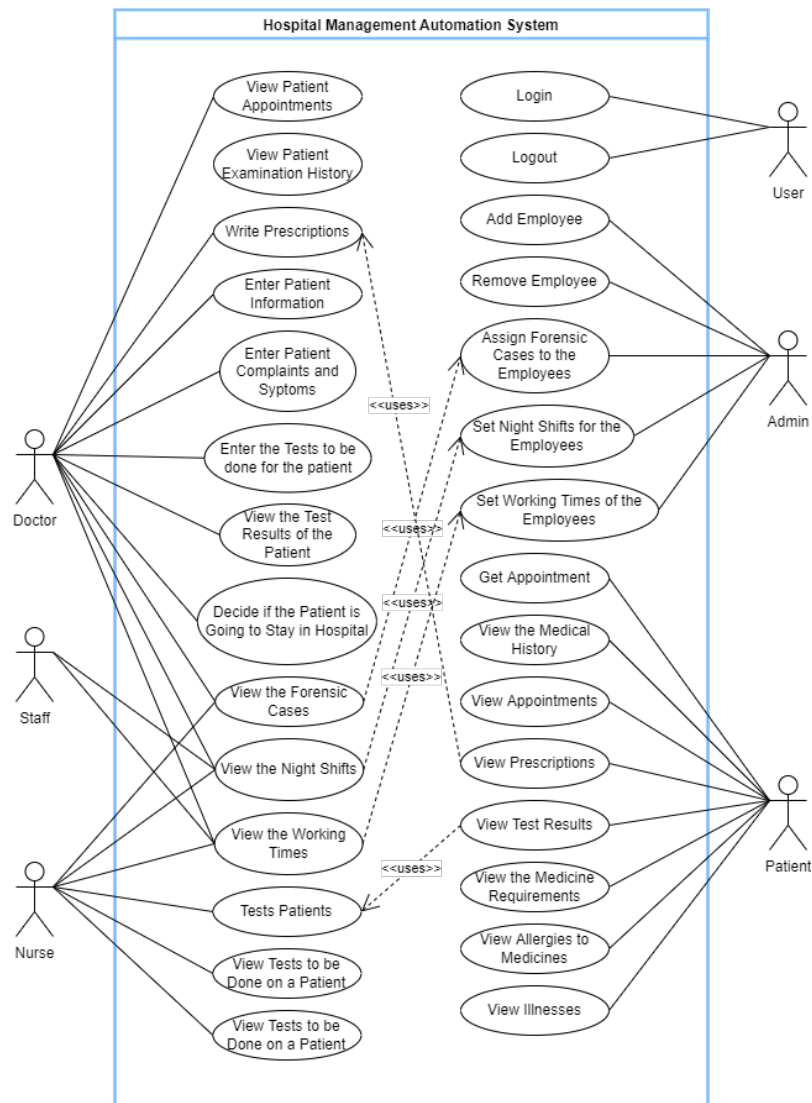 Hospital Management Automation System
View Patient
Appointments
View Patient
Examination History
Write Prescriptions
Enter Patient
Information
Enter Patient
Complaints and
Syptoms
Enter the Tests to be
done for the patient
View the Test
Results of the
Patient
Decide if the Patient is
Going to Stay in Hospital
View the Forensic
Cases
View the Night Shifts
View the Working
Times
Tests Patients
View Tests to be
Done on a Patient
View Tests to be
Done on a Patient
Doctor
Staff
Nurse
<<uses>>
<<uses>>
<<uses>>
<<uses>>
<<uses>>
Login
Logout
Add Employee
Remove Employee
Assign Forensic
Cases to the
Employees
Set Night Shifts for the
Employees
Set Working Times of the
Employees
Get Appointment
View the Medical
History
View Appointments
View Prescriptions
View Test Results
View the Medicine
Requirements
View Allergies to
Medicines
View Illnesses
User
Admin
Patient